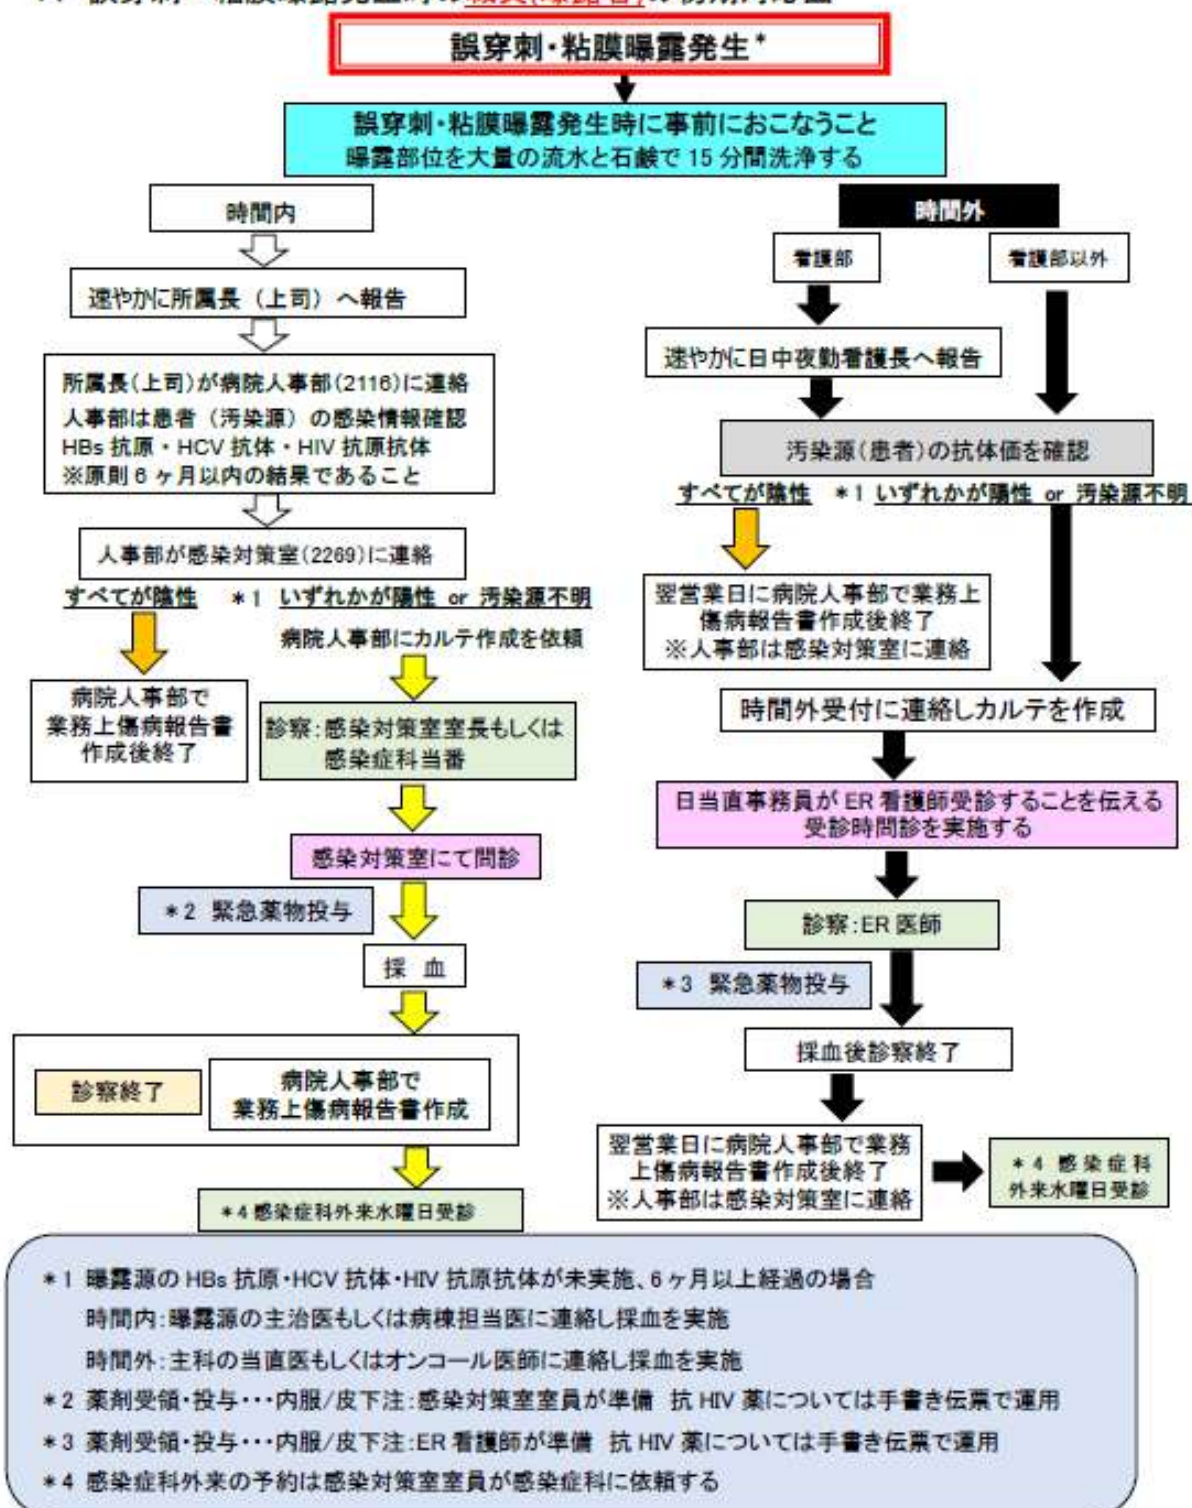 誤穿刺・粘膜曝露発生*
誤穿刺・粘膜曝露発生時に事前におこなうこと
曝露部位を大量の流水と石鹸で 15 分間洗浄する
時間内
速やかに所属長(上司)へ報告
所属長(上司)が病院人事部(2116)に連絡
人事部は患者(汚染源)の感染情報確認
HBs 抗原・HCV 抗体・HIV 抗原抗体
※原則 6 ヶ月以内の結果であること
人事部が感染対策室(2269)に連絡
すべてが陰性 *1 いずれかが陽性 or 汚染源不明
病院人事部にカルテ作成を依頼
病院人事部で
業務上傷病報告書
作成後終了
診察:感染対策室室長もしくは
感染症科当番
感染対策室にて問診
*2 緊急薬物投与
採 血
診察終了
病院人事部で
業務上傷病報告書作成
*4感染症科外来水曜日受診
時間外
看護部
看護部以外
速やかに日中夜勤看護長へ報告
汚染源(患者)の抗体価を確認
すべてが陰性 *1 いずれかが陽性 or 汚染源不明
翌営業日に病院人事部で業務上
傷病報告書作成後終了
※人事部は感染対策室に連絡
時間外受付に連絡しカルテを作成
日当直事務員が ER 看護師受診することを伝える
受診時問診を実施する
診察:ER 医師
*3 緊急薬物投与
採血後診察終了
翌営業日に病院人事部で業務
上傷病報告書作成後終了
※人事部は感染対策室に連絡
*4 感染症科
外来水曜日受診
*1 曝露源の HBs 抗原・HCV 抗体・HIV 抗原抗体が未実施、6ヶ月以上経過の場合
時間内:曝露源の主治医もしくは病棟担当医に連絡し採血を実施
時間外:主科の当直医もしくはオンコール医師に連絡し採血を実施
*2 薬剤受領・投与・・・内服/皮下注:感染対策室室員が準備 抗 HIV 薬については手書き伝票で運用
*3 薬剤受領・投与・・・内服/皮下注:ER 看護師が準備 抗 HIV 薬については手書き伝票で運用
*4 感染症科外来の予約は感染対策室室員が感染症科に依頼する